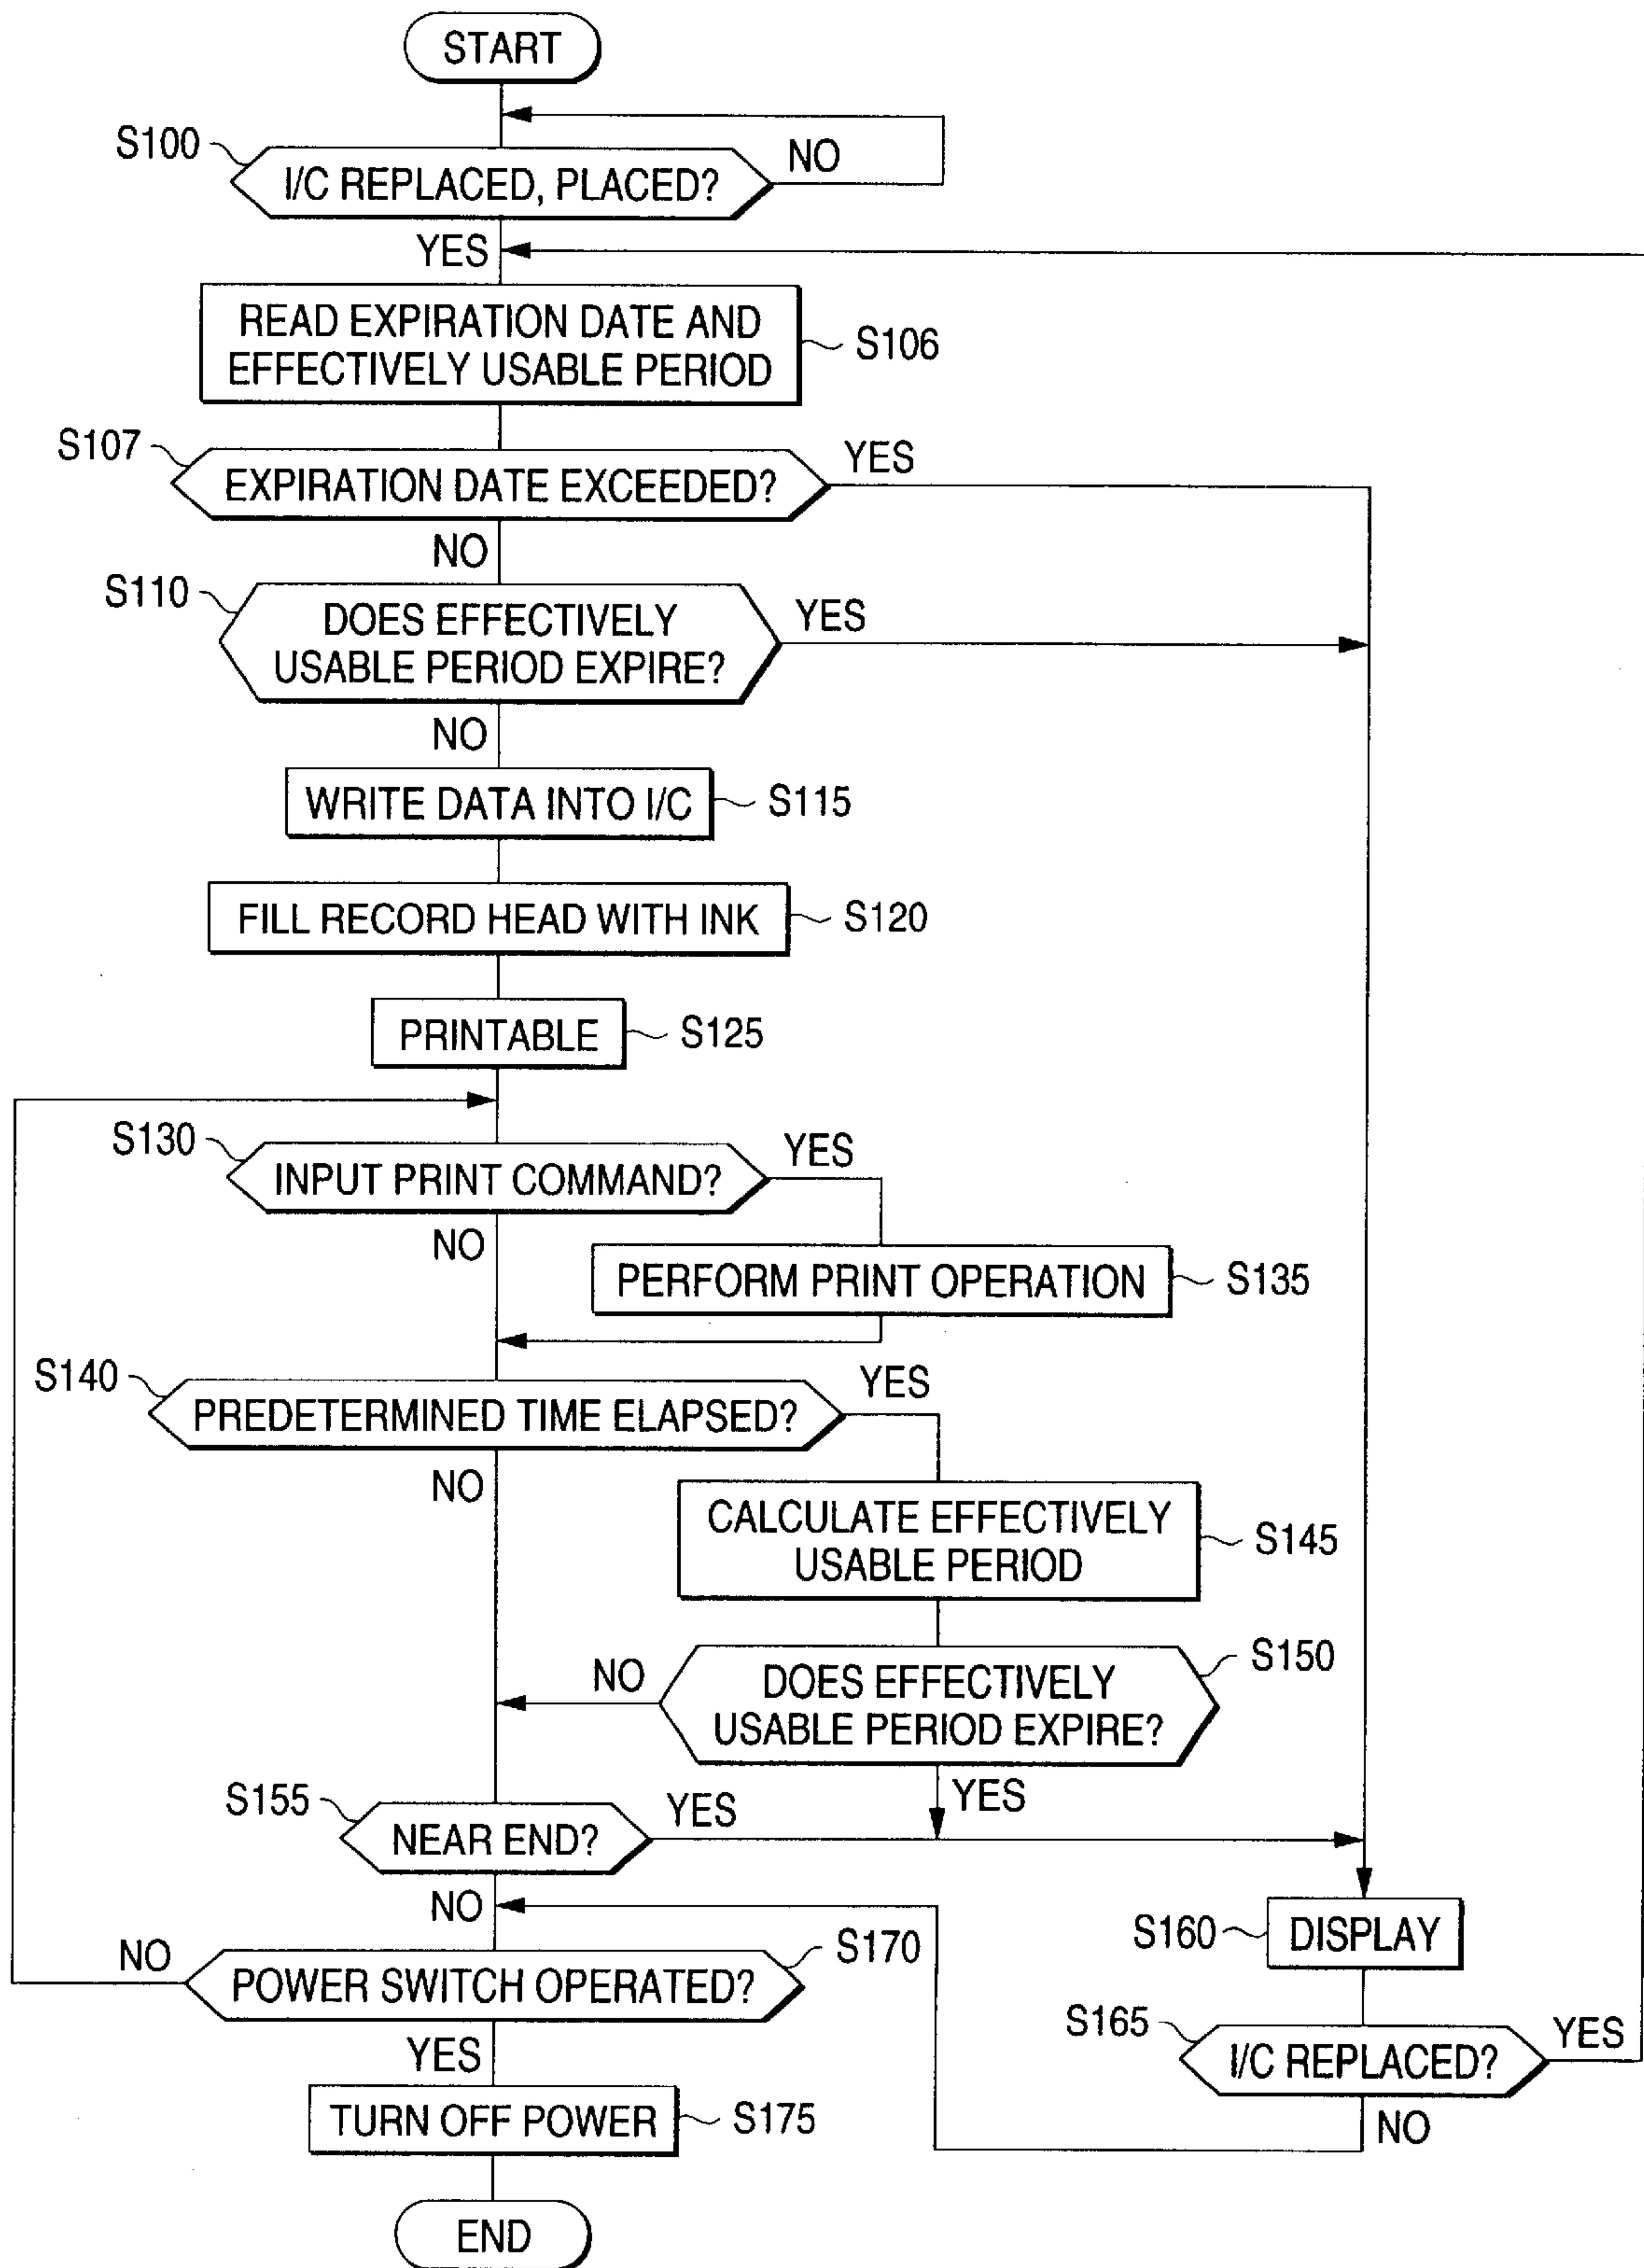 START
S100
I/C REPLACED, PLACED?
NO
YES
READ EXPIRATION DATE AND
EFFECTIVELY USABLE PERIOD
S106
S107
EXPIRATION DATE EXCEEDED?
YES
NO
S110
DOES EFFECTIVELY
USABLE PERIOD EXPIRE?
YES
NO
WRITE DATA INTO I/C
S115
FILL RECORD HEAD WITH INK
S120
PRINTABLE
S125
S130
INPUT PRINT COMMAND?
YES
NO
PERFORM PRINT OPERATION
S135
S140
PREDETERMINED TIME ELAPSED?
YES
NO
CALCULATE EFFECTIVELY
USABLE PERIOD
S145
S150
DOES EFFECTIVELY
USABLE PERIOD EXPIRE?
NO
YES
S155
NEAR END?
YES
NO
S160
DISPLAY
S170
POWER SWITCH OPERATED?
NO
YES
S165
I/C REPLACED?
YES
NO
TURN OFF POWER
S175
END